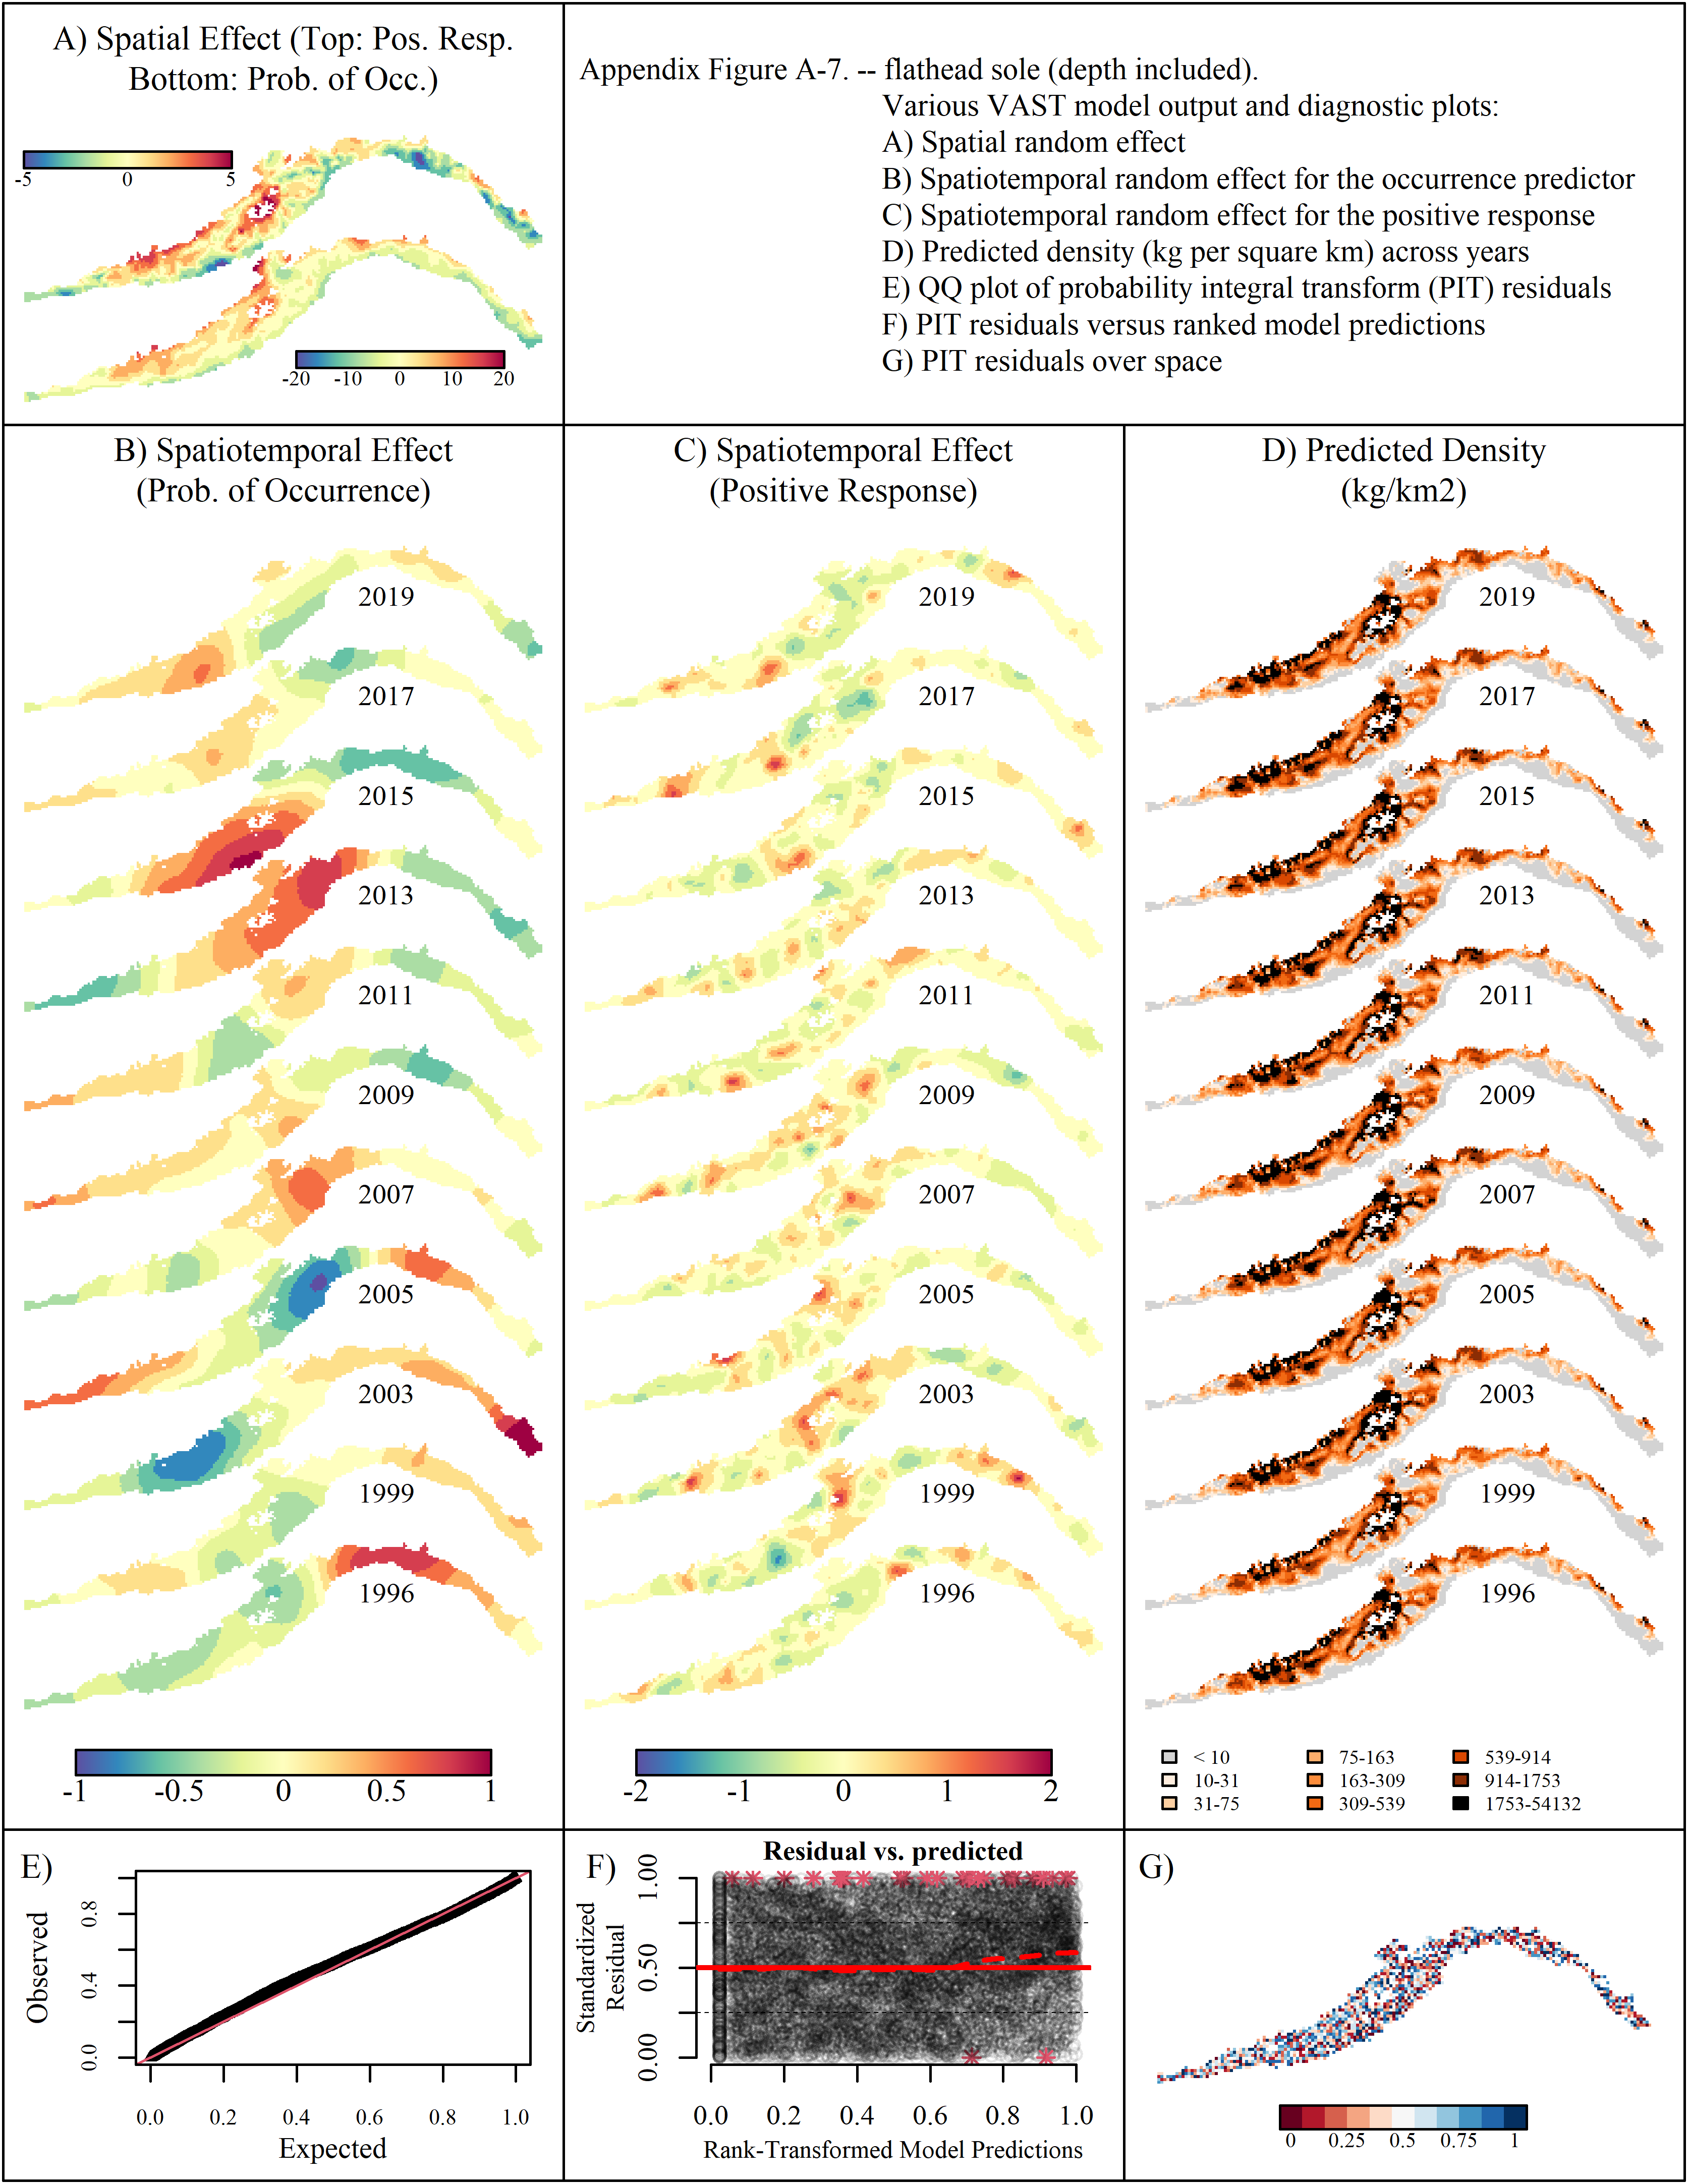 A) Spatial Effect (Top: Pos. Resp.
Bottom: Prob. of Occ.)
-5 0 5
-20 -10 0 10 20
Appendix Figure A-7. -- flathead sole (depth included).
Various VAST model output and diagnostic plots:
A) Spatial random effect
B) Spatiotemporal random effect for the occurrence predictor
C) Spatiotemporal random effect for the positive response
D) Predicted density (kg per square km) across years
E) QQ plot of probability integral transform (PIT) residuals
F) PIT residuals versus ranked model predictions
G) PIT residuals over space
B) Spatiotemporal Effect
(Prob. of Occurrence)
2019
2017
2015
2013
2011
2009
2007
2005
2003
1999
1996
-1 -0.5 0 0.5 1
C) Spatiotemporal Effect
(Positive Response)
2019
2017
2015
2013
2011
2009
2007
2005
2003
1999
1996
-2 -1 0 1 2
D) Predicted Density
(kg/km2)
2019
2017
2015
2013
2011
2009
2007
2005
2003
1999
1996
< 10 75-163 539-914
10-31 163-309 914-1753
31-75 309-539 1753-54132
E)
Observed
0.8
0.4
0.0
0.0 0.2 0.4 0.6 0.8 1.0
Expected
F)
Residual vs. predicted
Standardized
Residual
1.00
0.50
0.00
0.0 0.2 0.4 0.6 0.8 1.0
Rank-Transformed Model Predictions
G)
0 0.25 0.5 0.75 1